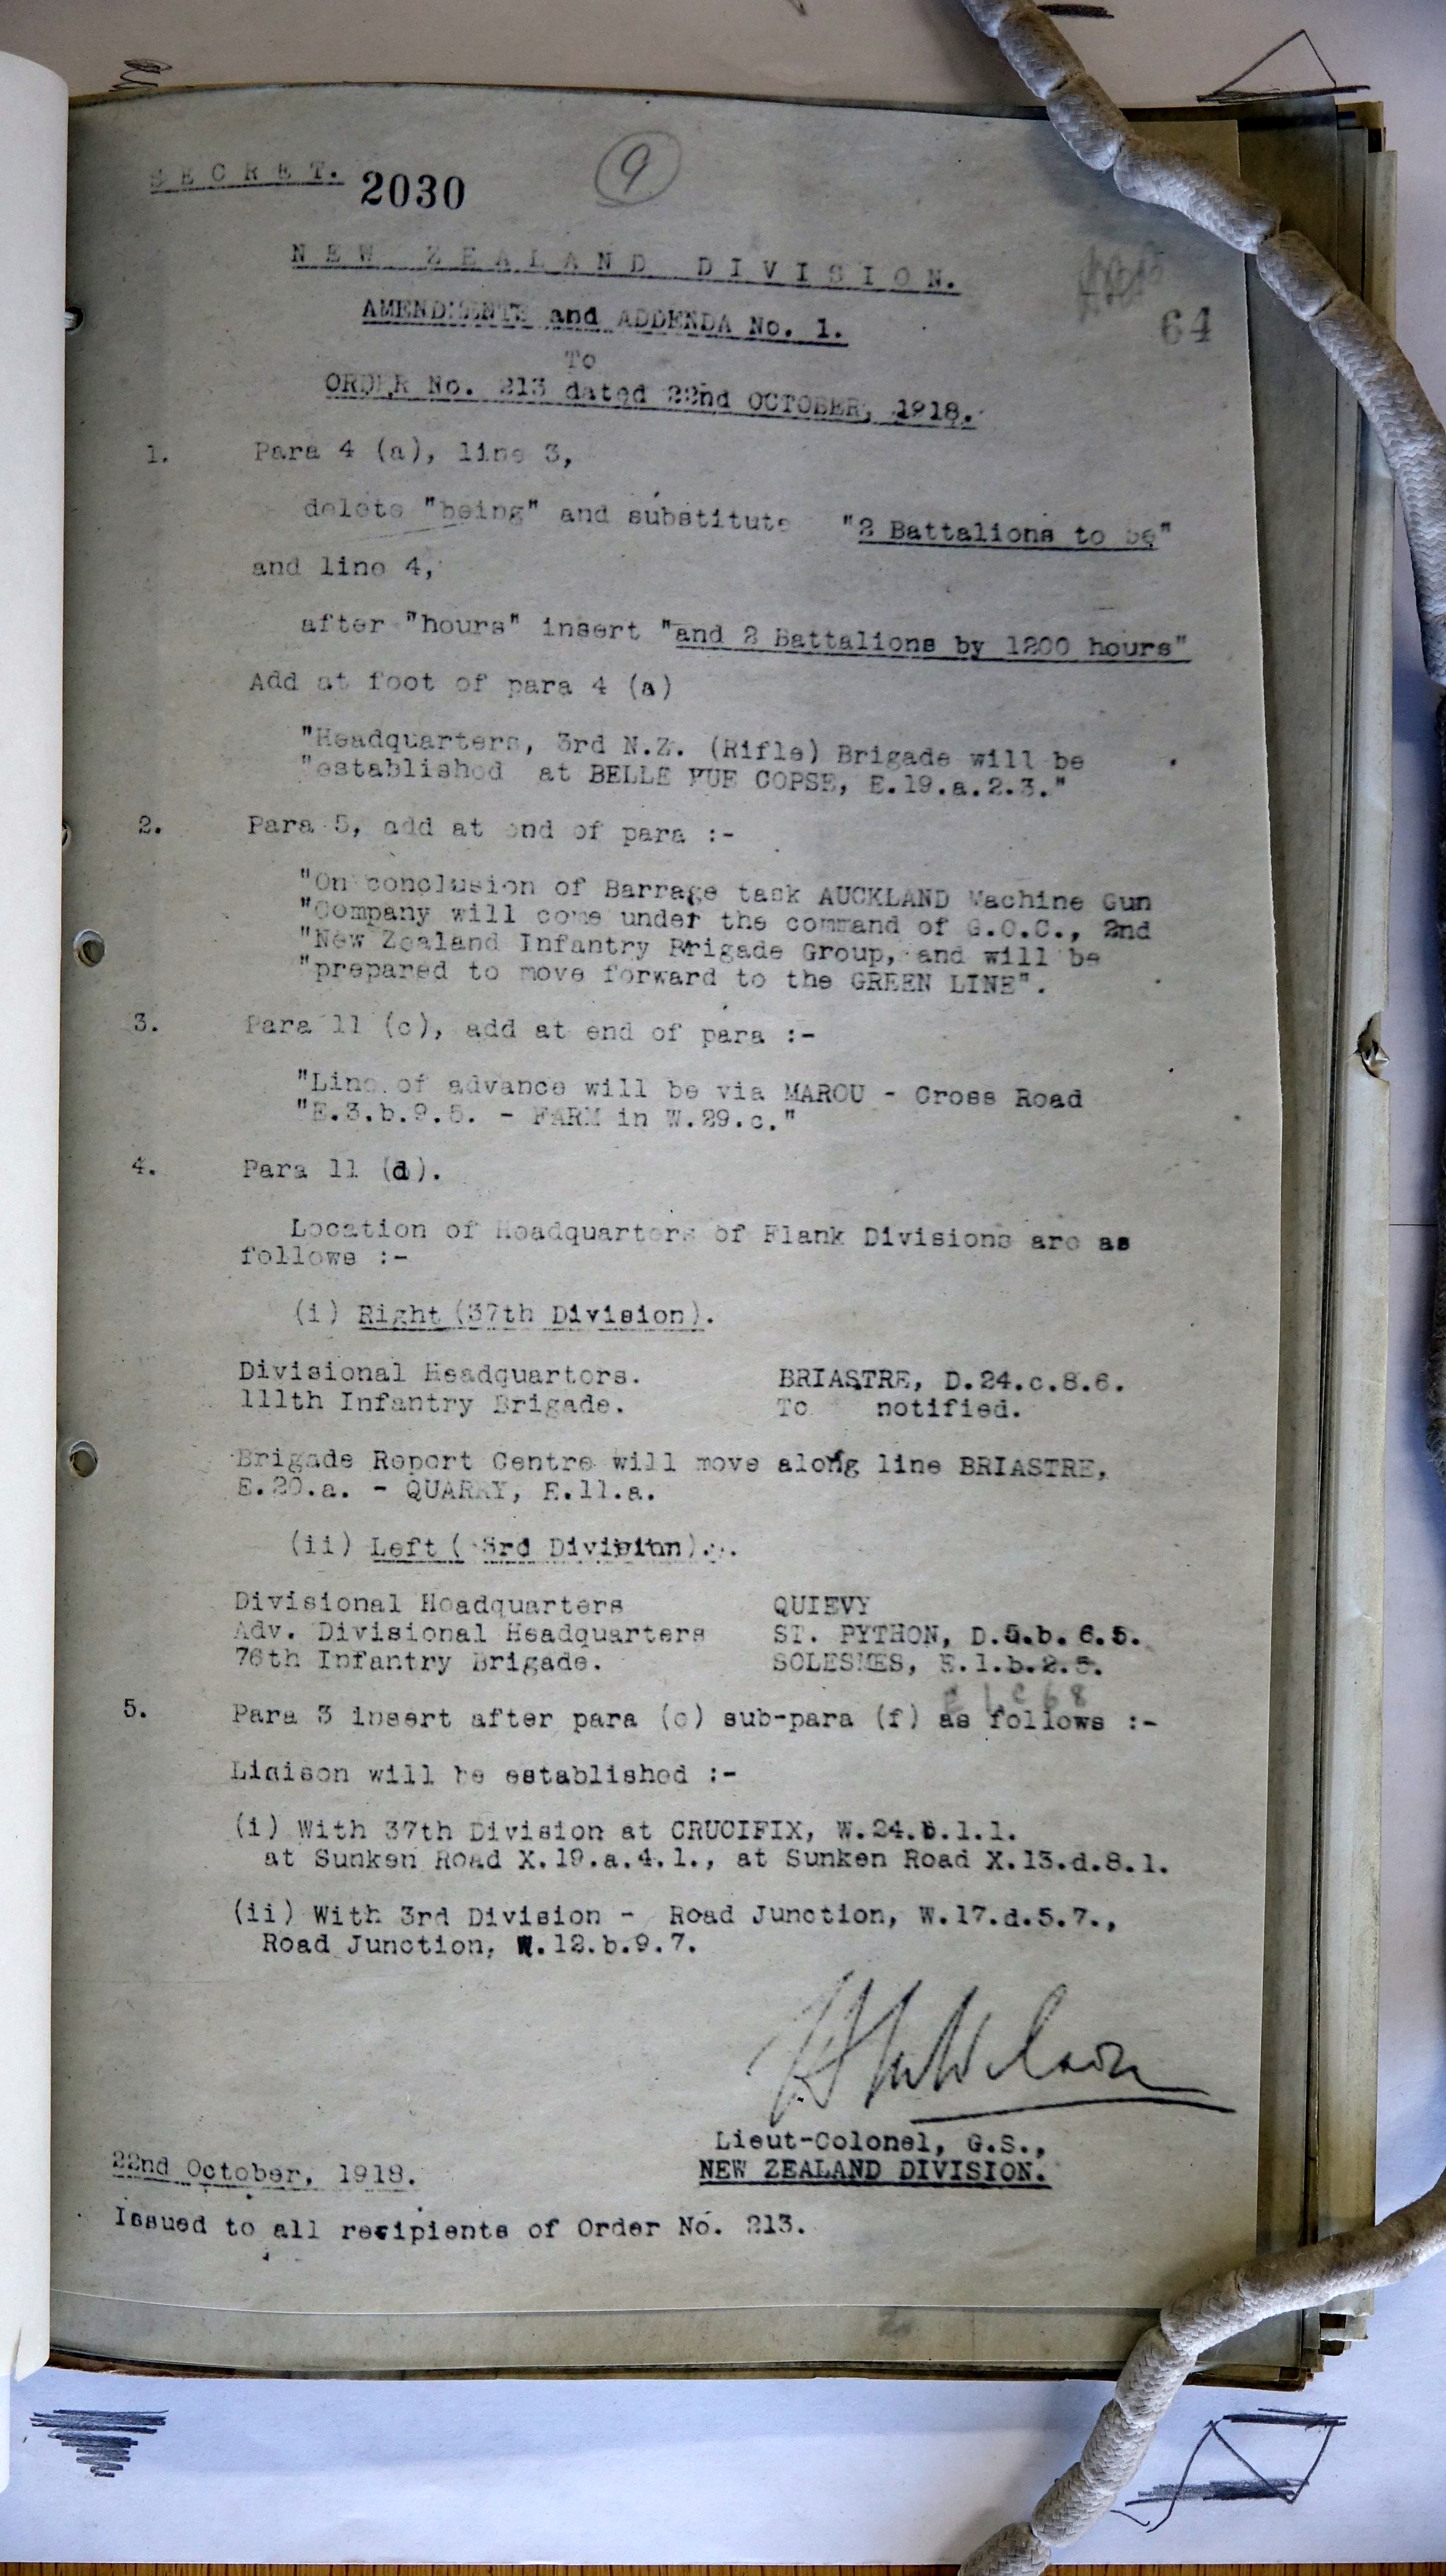 SECRET. 2030
9
NEW ZEALAND DIVISION.
64
AMENDMENTS and ADDENDA No. 1.
To
ORDER No. 213 dated 22nd OCTOBER, 1918.
1. Para 4 (a), line 3,
delete "being" and substitute "2 Battalions to be"
and line 4,
after "hours" insert "and 2 Battalions by 1200 hours"
Add at foot of para 4 (a)
"Headquarters, 3rd N.Z. (Rifle) Brigade will be
"established at BELLE VUE COPSE, E.19.a.2.3."
2. Para 5, add at end of para :-
"On conclusion of Barrage task AUCKLAND Machine Gun
"Company will come under the command of G.O.C., 2nd
"New Zealand Infantry Brigade Group, and will be
"prepared to move forward to the GREEN LINE".
3. Para 11 (c), add at end of para :-
"Line of advance will be via MAROU - Cross Road
"E.3.b.9.5. - FARM in W.29.c."
4. Para 11 (d).
Location of Headquarters of Flank Divisions are as
follows :-
(i) Right (37th Division).
Divisional Headquarters. BRIASTRE, D.24.c.8.6.
111th Infantry Brigade. To notified.
Brigade Report Centre will move along line BRIASTRE,
E.20.a. - QUARRY, E.11.a.
(ii) Left ( 3rd Division).
Divisional Headquarters QUIEVY
Adv. Divisional Headquarters ST. PYTHON, D.5.b.6.5.
76th Infantry Brigade. SOLESMES, E.1.b.2.5.
E 1 c 6 8
5. Para 3 insert after para (e) sub-para (f) as follows :-
Liaison will be established :-
(i) With 37th Division at CRUCIFIX, W.24.b.1.1.
at Sunken Road X.19.a.4.1., at Sunken Road X.13.d.8.1.
(ii) With 3rd Division - Road Junction, W.17.d.5.7.,
Road Junction, W.12.b.9.7.
Wilson
Lieut-Colonel, G.S.,
NEW ZEALAND DIVISION.
22nd October, 1918.
Issued to all recipients of Order No. 213.